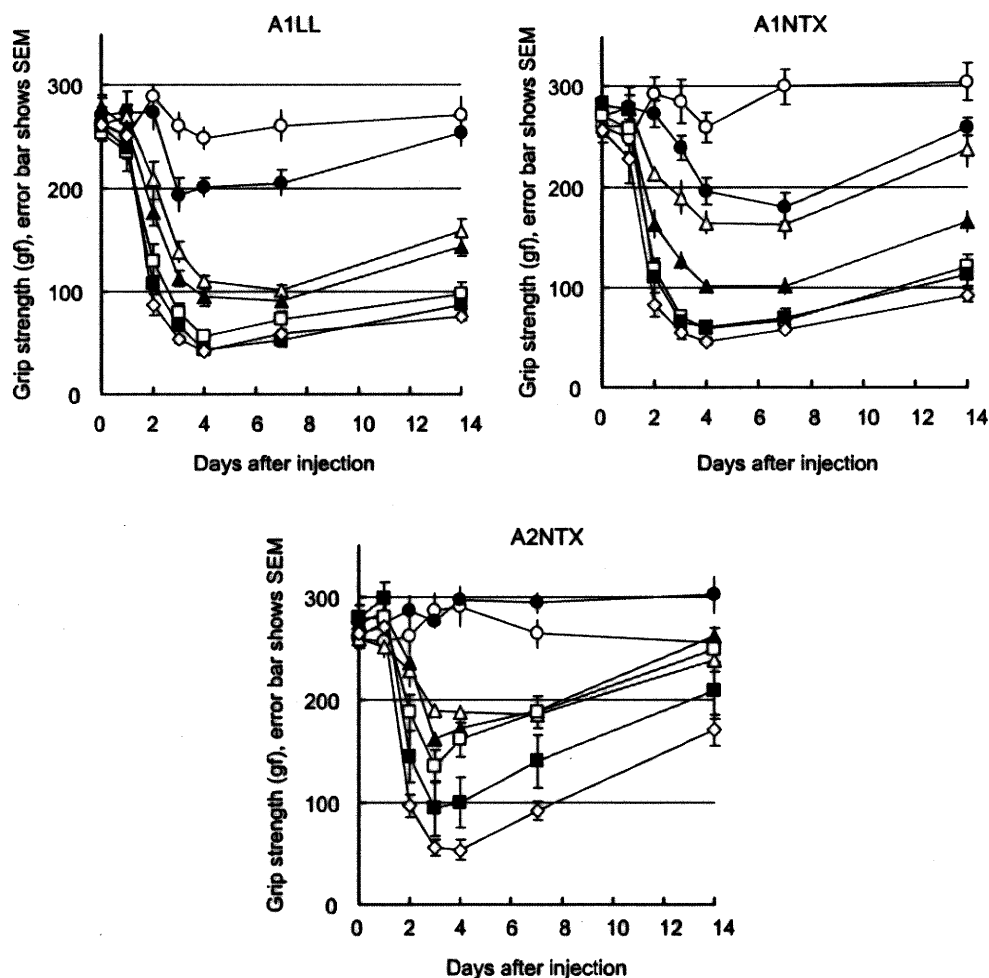 A1LL
Grip strength (gf), error bar shows SEM
300
200
100
0
0 2 4 6 8 10 12 14
Days after injection
A1NTX
Grip strength (gf), error bar shows SEM
300
200
100
0
0 2 4 6 8 10 12 14
Days after injection
A2NTX
Grip strength (gf), error bar shows SEM
300
200
100
0
0 2 4 6 8 10 12 14
Days after injection